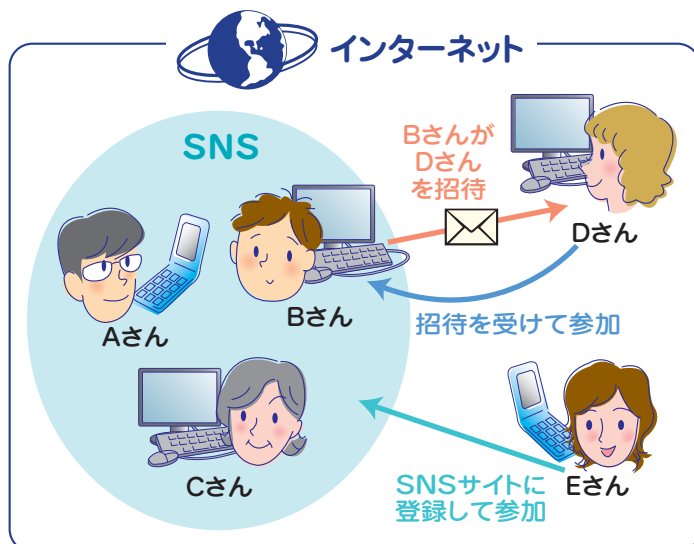 インターネット
SNS
Bさんが
Dさん
を招待
Dさん
Aさん
Bさん
招待を受けて参加
Cさん
SNSサイトに
登録して参加
Eさん